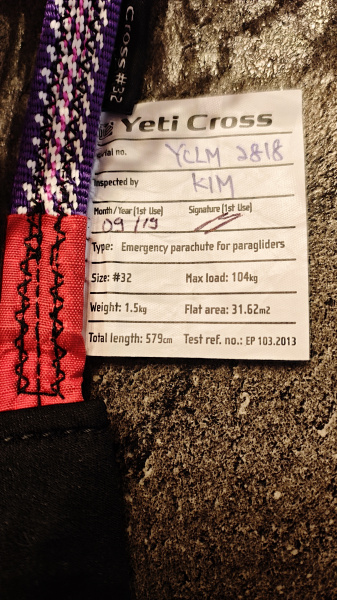 Cross #32
Yeti Cross
Serial no. YCLM 2818
Inspected by KIM
Month/Year (1st Use) Signature (1st Use)
09/19
Type: Emergency parachute for paragliders
Size: #32 Max load: 104kg
Weight: 1.5kg Flat area: 31.62m2
Total length: 579cm Test ref. no.: EP 103.2013